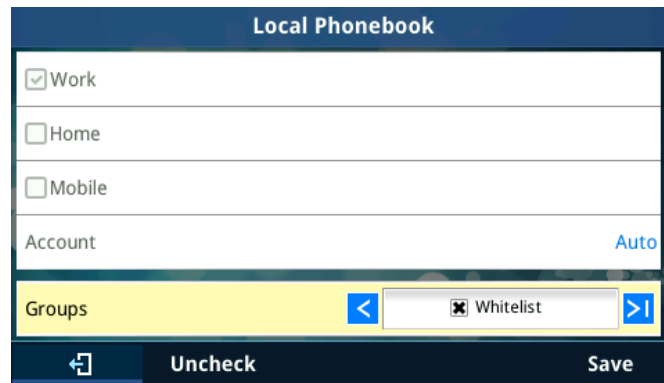 Local Phonebook
Work
Home
Mobile
Account Auto
Groups Whitelist
Uncheck Save